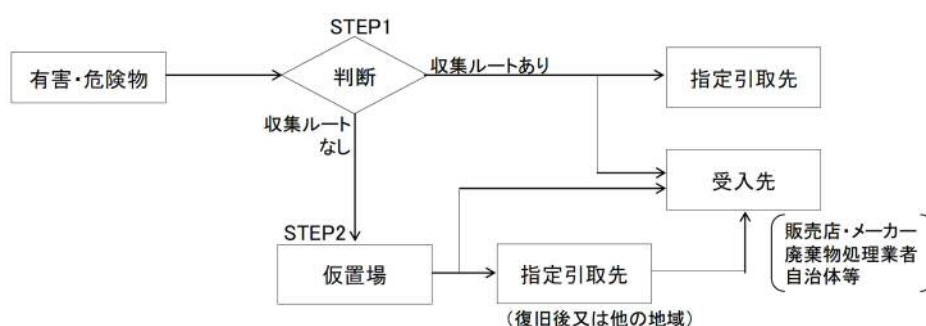 STEP1
有害・危険物
判断
収集ルートあり
指定引取先
収集ルート
なし
受入先
STEP2
仮置場
指定引取先
(復旧後又は他の地域)
販売店・メーカー
廃棄物処理業者
自治体等